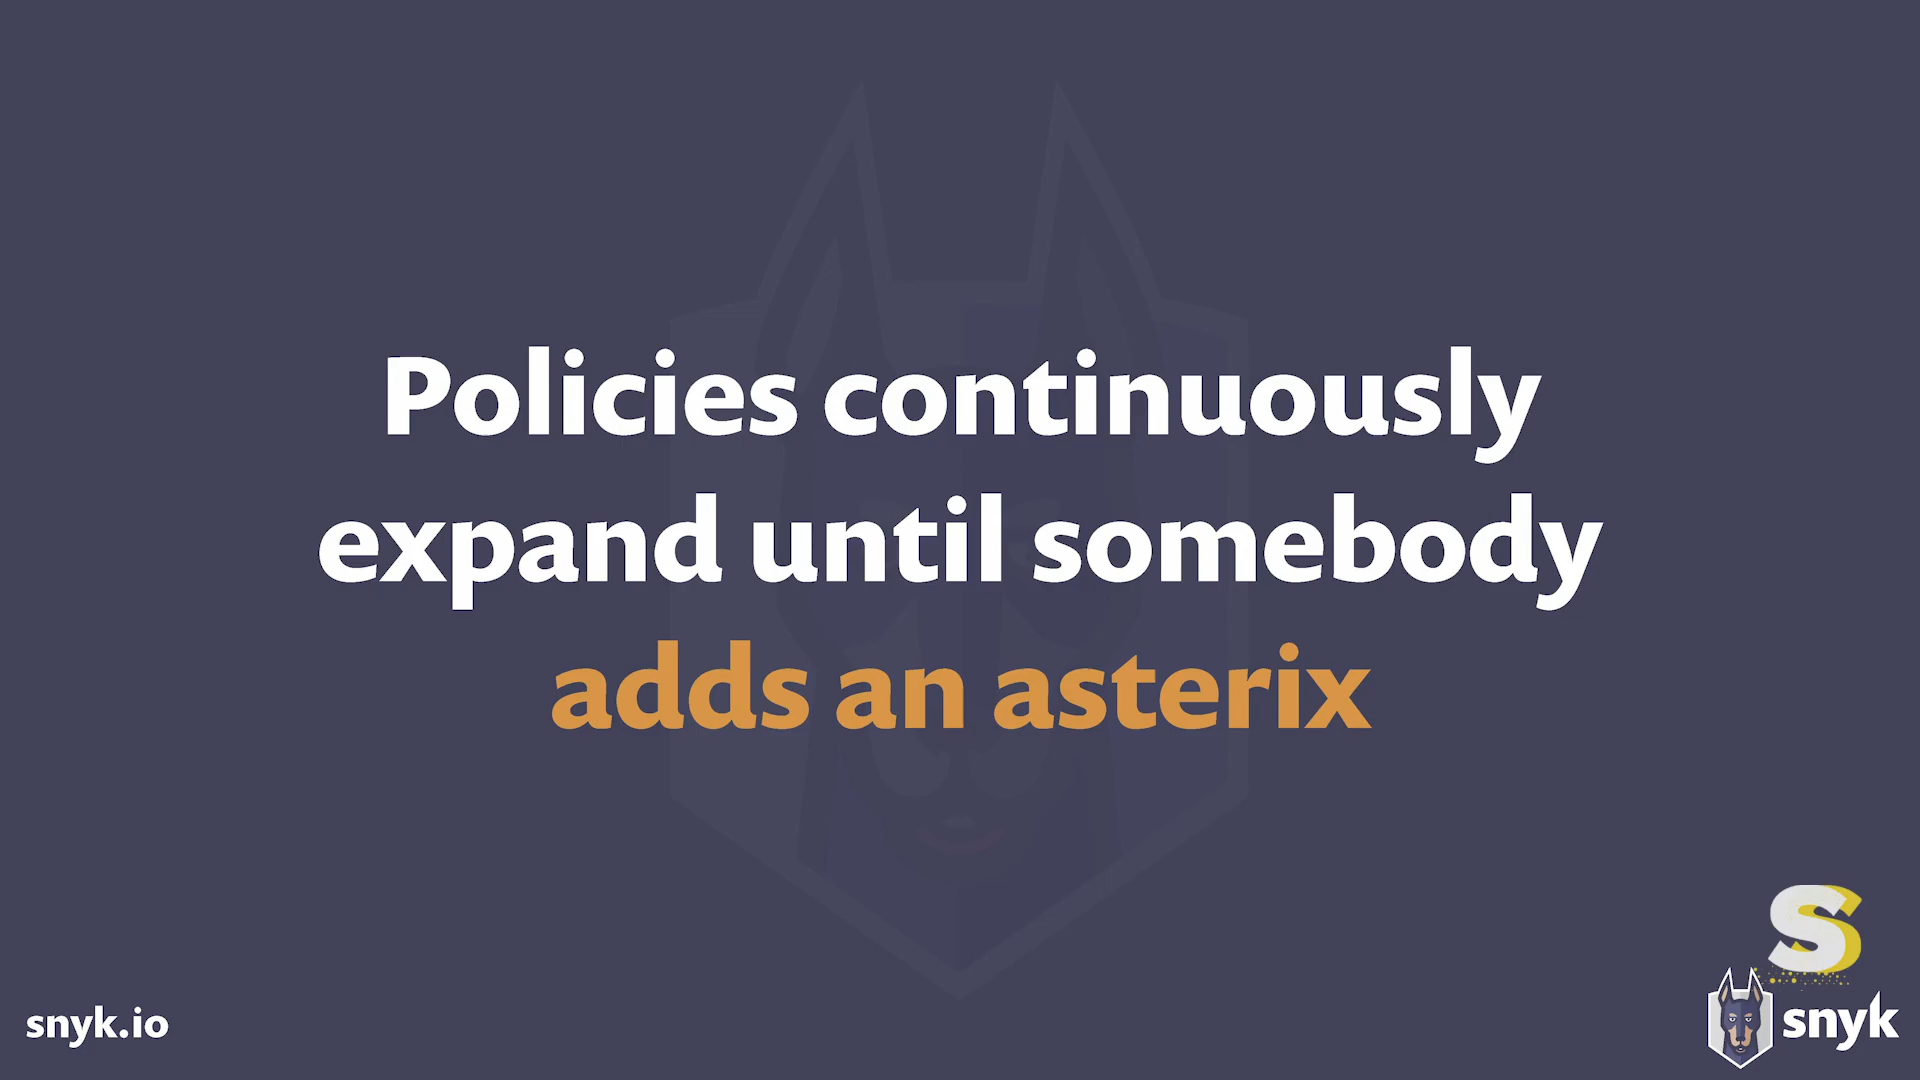 Policies continuously
expand until somebody
adds an asterix
S
snyk.io
snyk